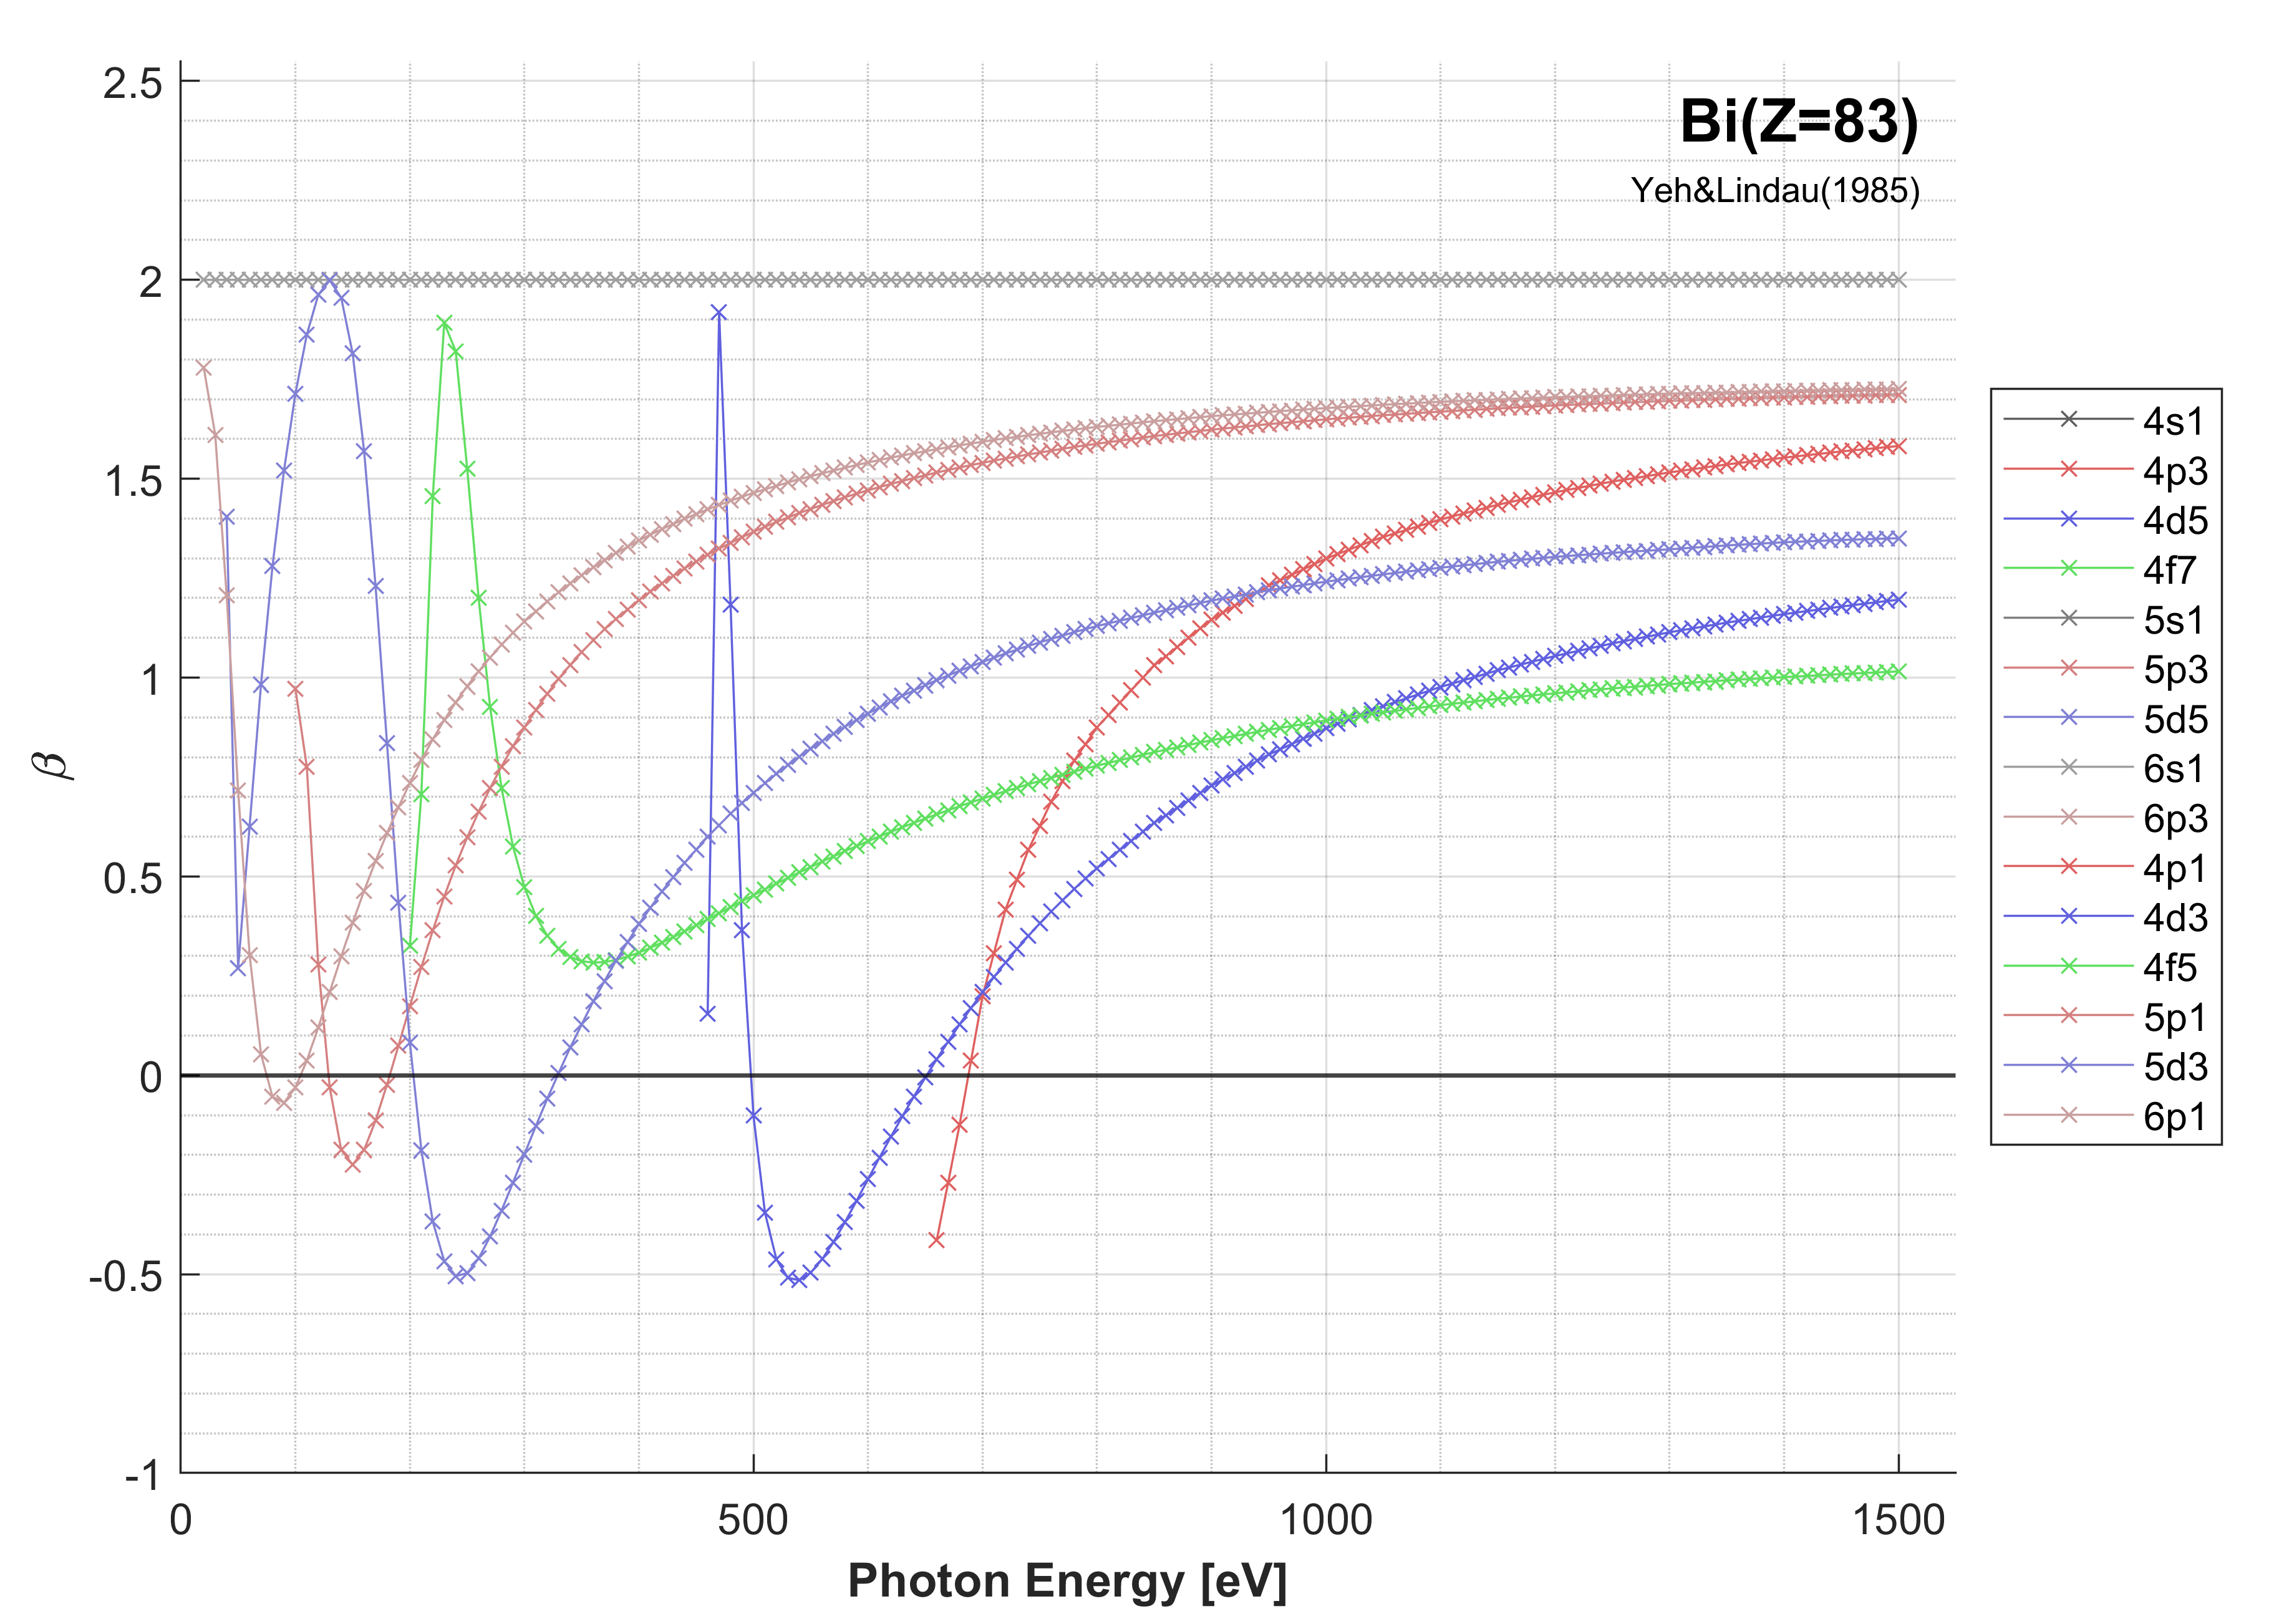 Bi(Z=83)
Yeh&Lindau(1985)
2.5
2
1.5
1
0.5
0
-0.5
-1
β
0 500 1000 1500
Photon Energy [eV]
4s1
4p3
4d5
4f7
5s1
5p3
5d5
6s1
6p3
4p1
4d3
4f5
5p1
5d3
6p1